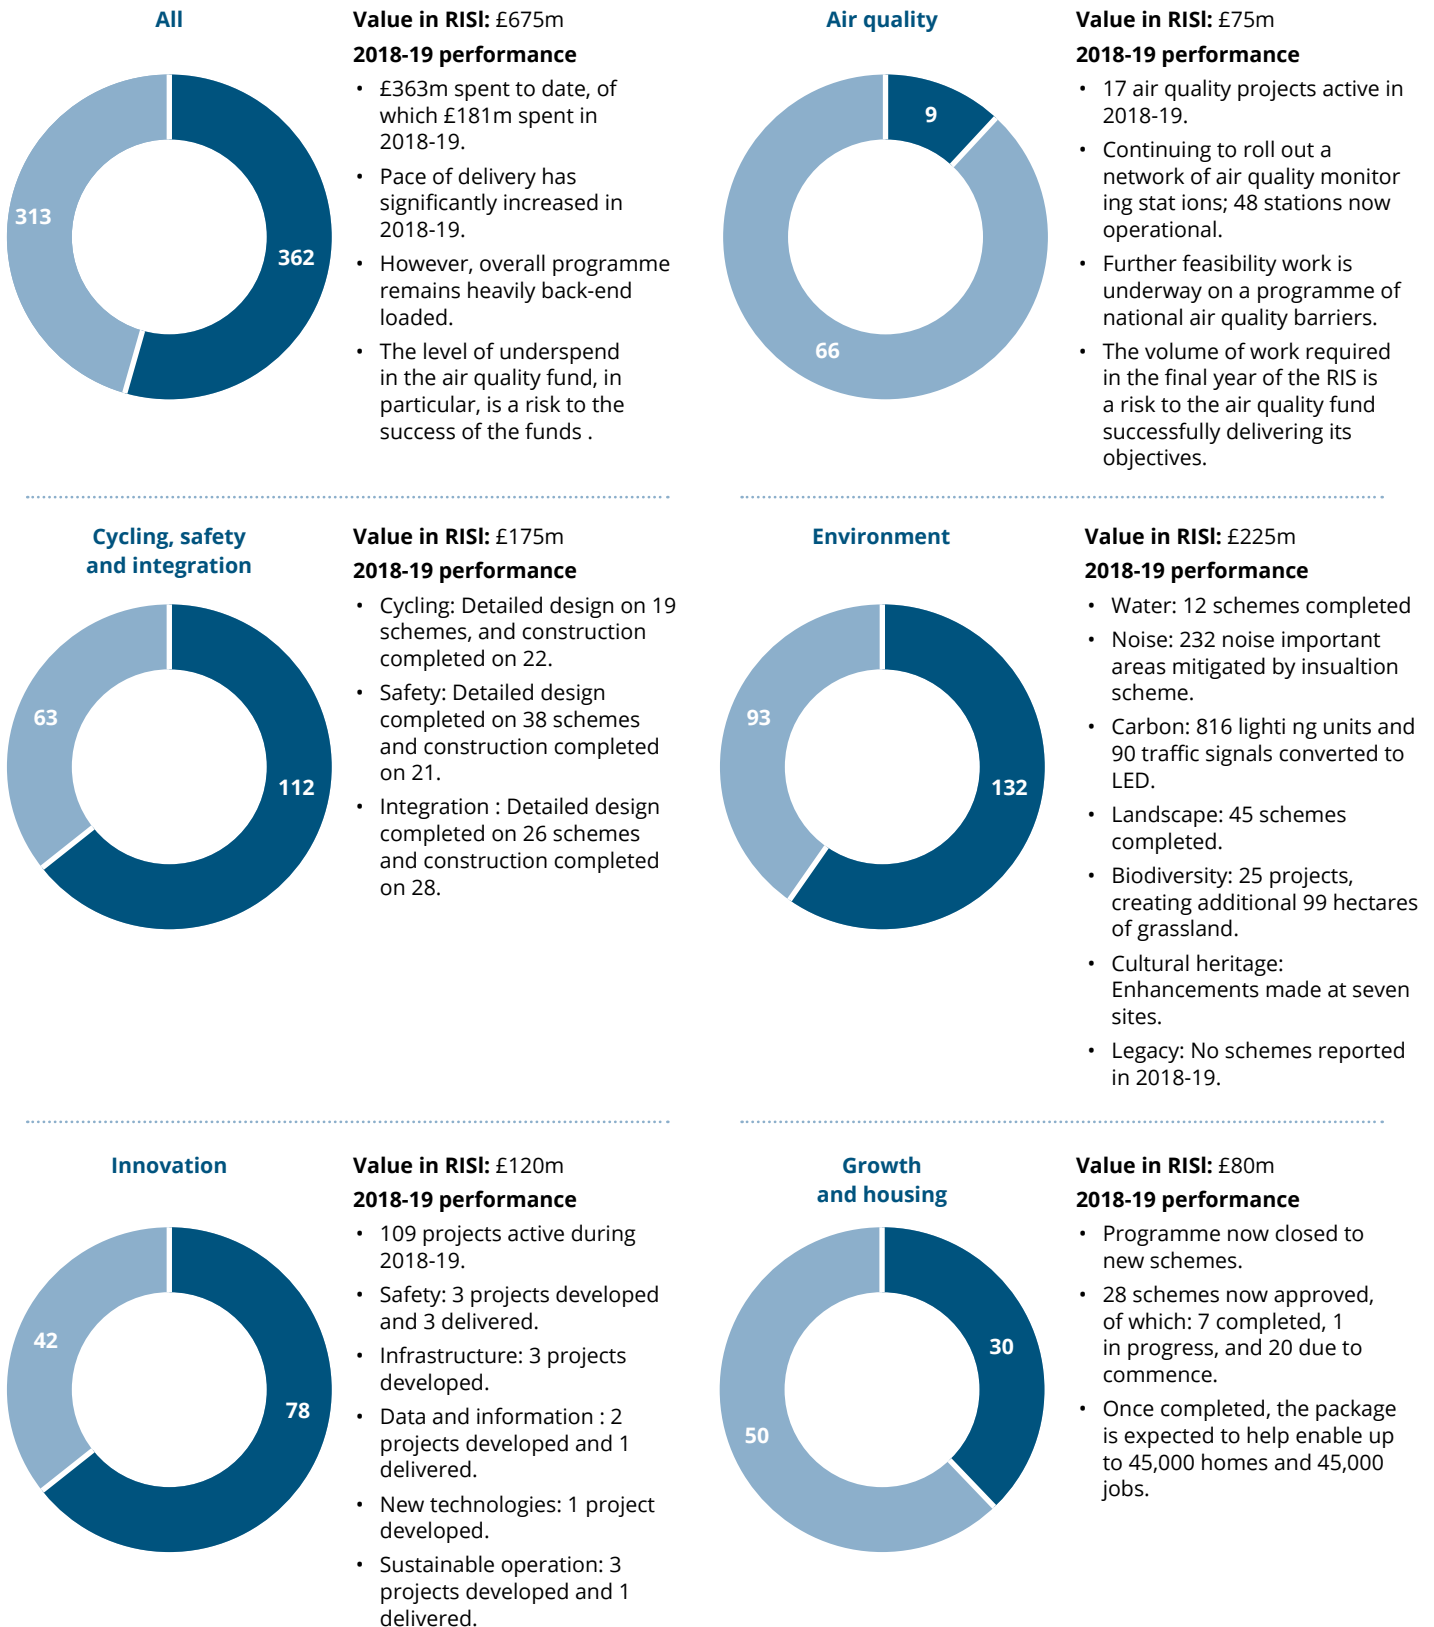 All
313
362
Value in RISl: £675m
2018-19 performance
• £363m spent to date, of
which £181m spent in
2018-19.
• Pace of delivery has
significantly increased in
2018-19.
• However, overall programme
remains heavily back-end
loaded.
• The level of underspend
in the air quality fund, in
particular, is a risk to the
success of the funds .
Air quality
9
66
Value in RISl: £75m
2018-19 performance
• 17 air quality projects active in
2018-19.
• Continuing to roll out a
network of air quality monitor
ing stat ions; 48 stations now
operational.
• Further feasibility work is
underway on a programme of
national air quality barriers.
• The volume of work required
in the final year of the RIS is
a risk to the air quality fund
successfully delivering its
objectives.
Cycling, safety
and integration
63
112
Value in RISl: £175m
2018-19 performance
• Cycling: Detailed design on 19
schemes, and construction
completed on 22.
• Safety: Detailed design
completed on 38 schemes
and construction completed
on 21.
• Integration : Detailed design
completed on 26 schemes
and construction completed
on 28.
Environment
93
132
Value in RISl: £225m
2018-19 performance
• Water: 12 schemes completed
• Noise: 232 noise important
areas mitigated by insualtion
scheme.
• Carbon: 816 lighti ng units and
90 traffic signals converted to
LED.
• Landscape: 45 schemes
completed.
• Biodiversity: 25 projects,
creating additional 99 hectares
of grassland.
• Cultural heritage:
Enhancements made at seven
sites.
• Legacy: No schemes reported
in 2018-19.
Innovation
42
78
Value in RISl: £120m
2018-19 performance
• 109 projects active during
2018-19.
• Safety: 3 projects developed
and 3 delivered.
• Infrastructure: 3 projects
developed.
• Data and information : 2
projects developed and 1
delivered.
• New technologies: 1 project
developed.
• Sustainable operation: 3
projects developed and 1
delivered.
Growth
and housing
30
50
Value in RISl: £80m
2018-19 performance
• Programme now closed to
new schemes.
• 28 schemes now approved,
of which: 7 completed, 1
in progress, and 20 due to
commence.
• Once completed, the package
is expected to help enable up
to 45,000 homes and 45,000
jobs.